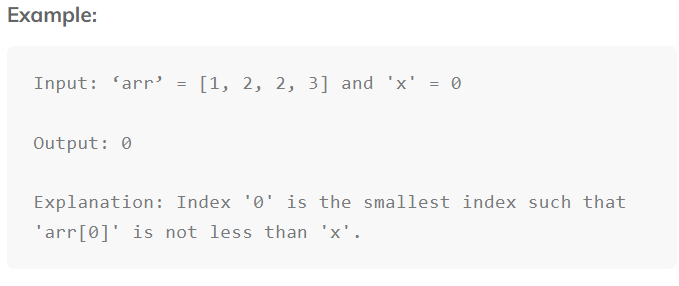 Example:
Input: ‘arr’ = [1, 2, 2, 3] and 'x' = 0
Output: 0
Explanation: Index '0' is the smallest index such that
'arr[0]' is not less than 'x'.